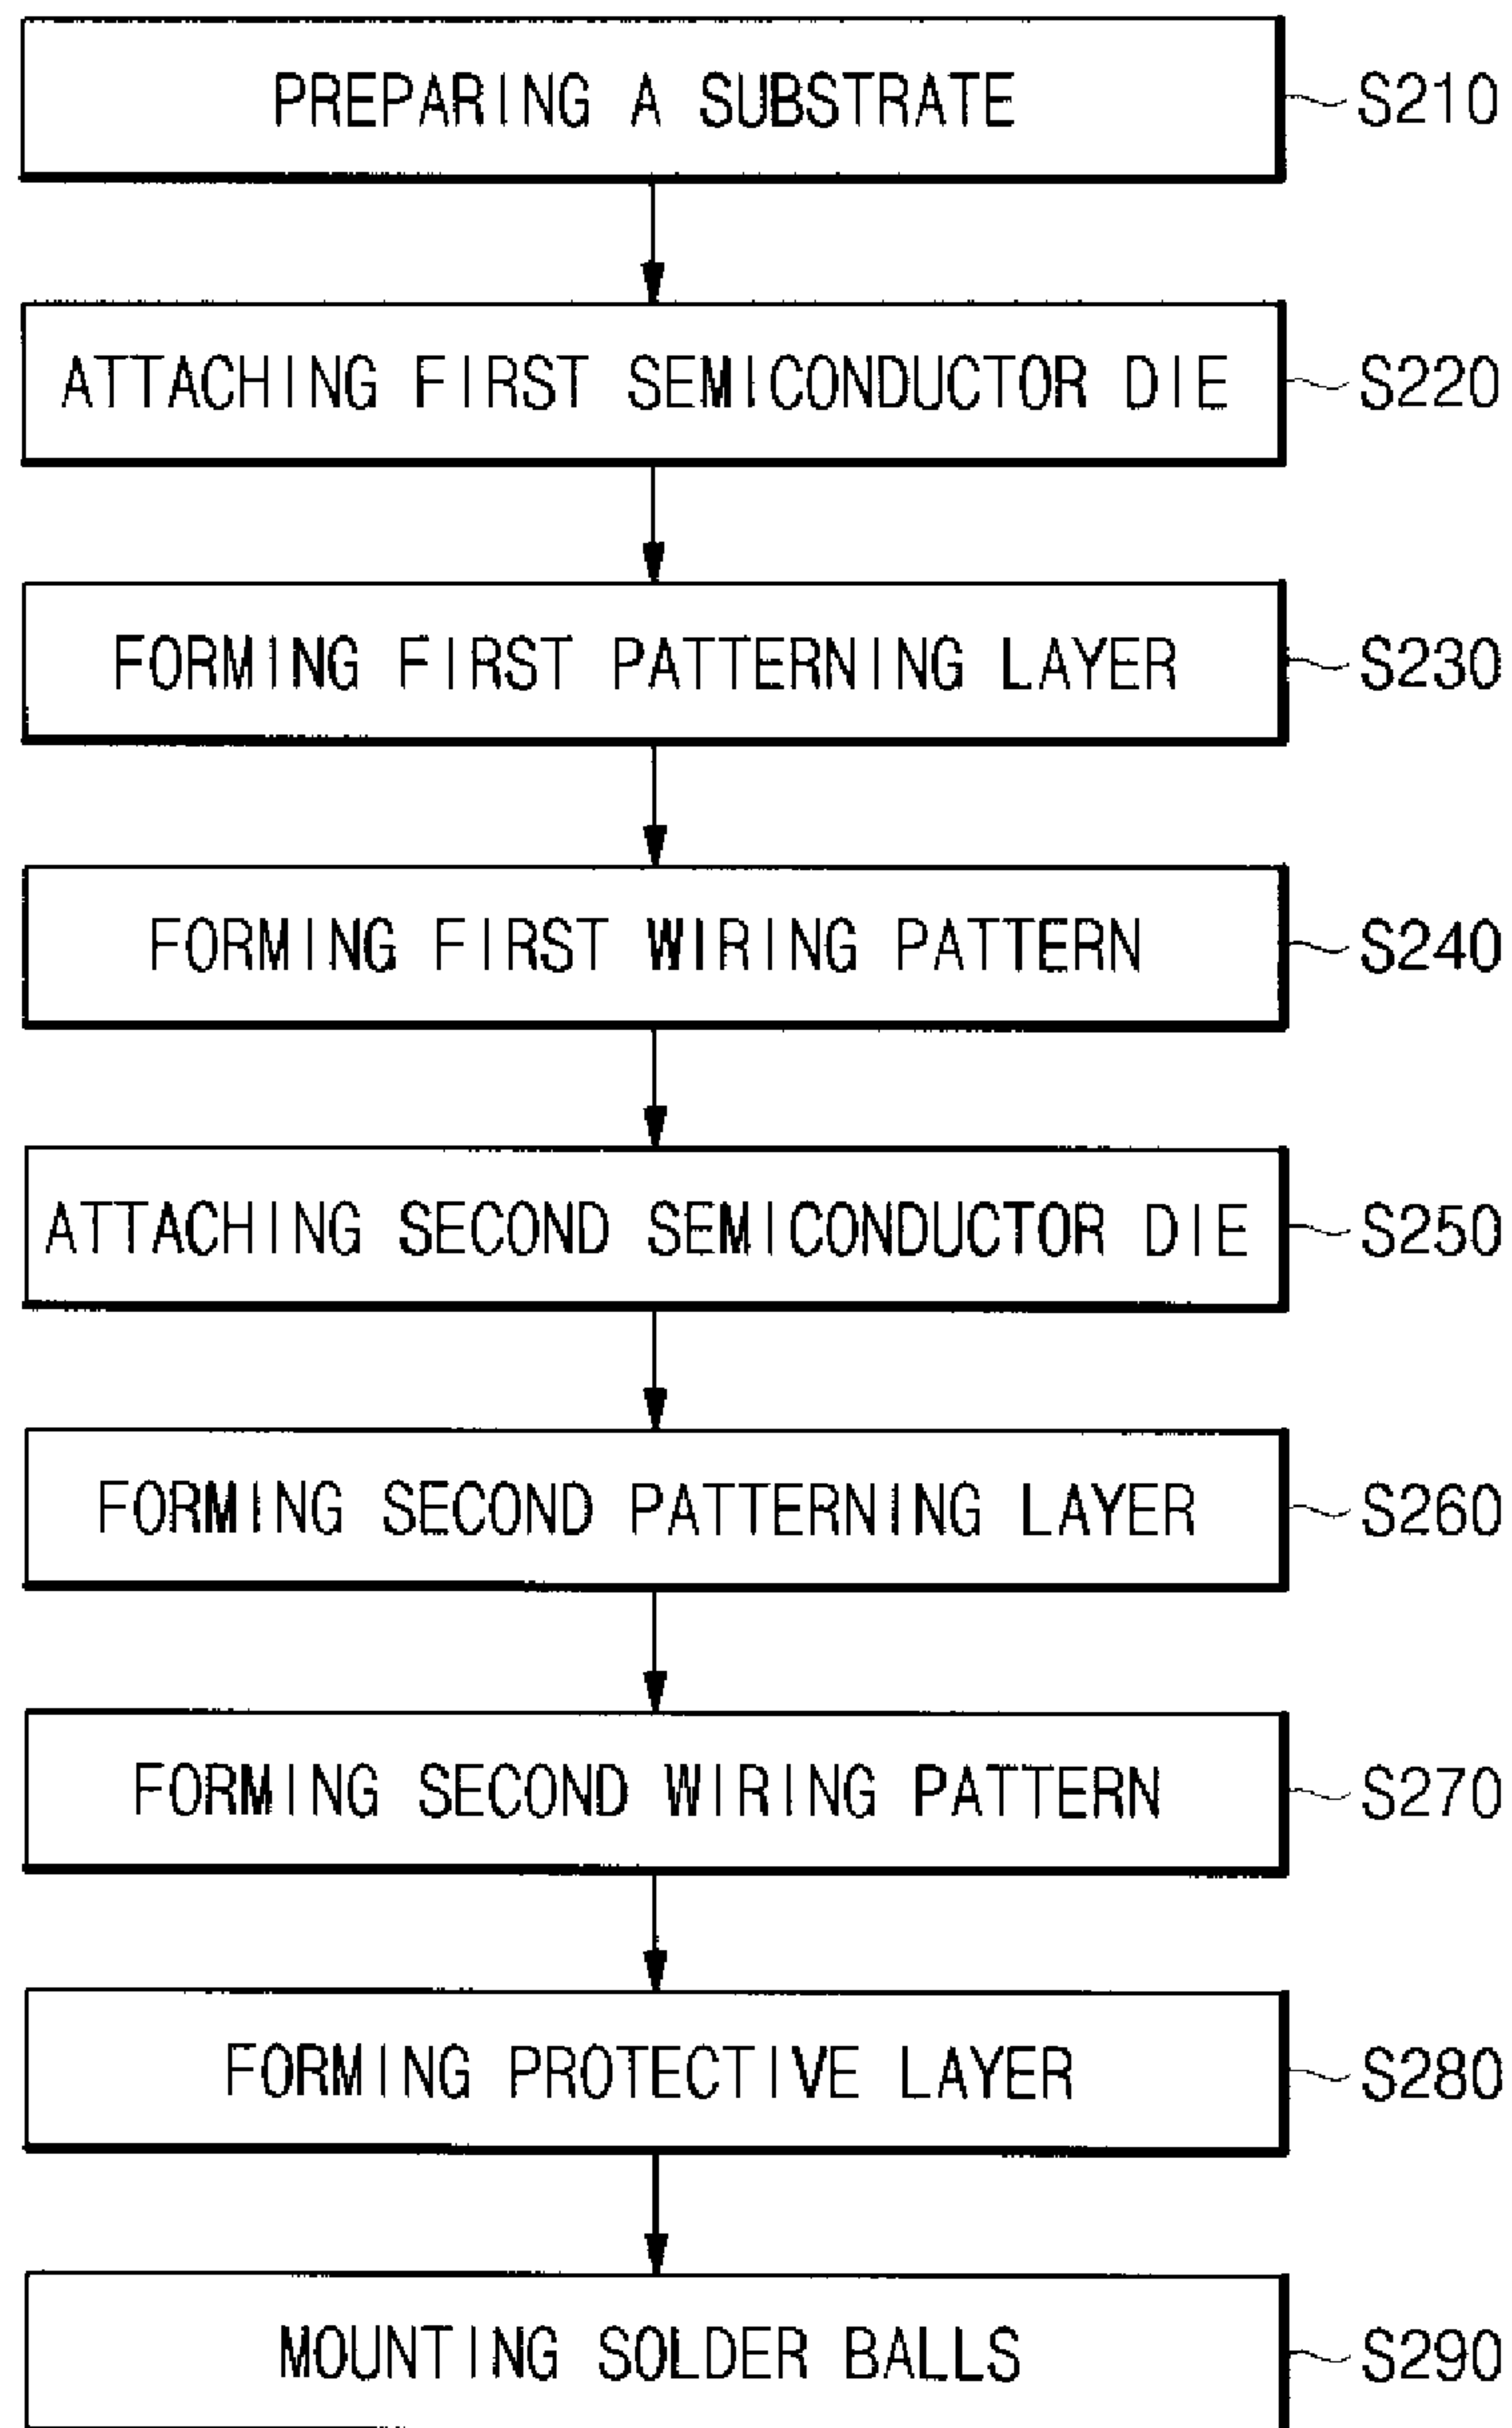 PREPARING A SUBSTRATE S210
ATTACHING FIRST SEMICONDUCTOR DIE S220
FORMING FIRST PATTERNING LAYER S230
FORMING FIRST WIRING PATTERN S240
ATTACHING SECOND SEMICONDUCTOR DIE S250
FORMING SECOND PATTERNING LAYER S260
FORMING SECOND WIRING PATTERN S270
FORMING PROTECTIVE LAYER S280
MOUNTING SOLDER BALLS S290